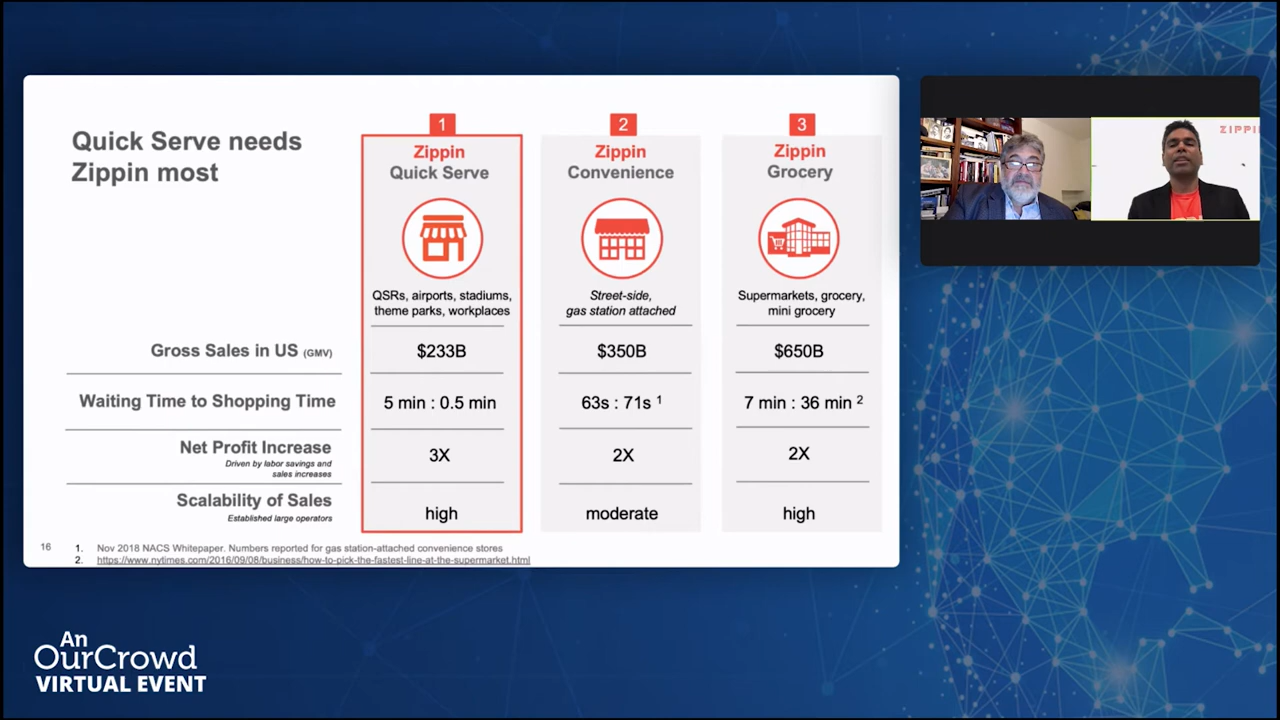 Quick Serve needs
Zippin most
1
Zippin
Quick Serve
QSRs, airports, stadiums,
theme parks, workplaces
2
Zippin
Convenience
Street-side,
gas station attached
3
Zippin
Grocery
Supermarkets, grocery,
mini grocery
Gross Sales in US (GMV) $233B $350B $650B
Waiting Time to Shopping Time 5 min : 0.5 min 63s : 71s 1 7 min : 36 min 2
Net Profit Increase 3X 2X 2X
Driven by labor savings and
sales increases
Scalability of Sales high moderate high
Established large operators
16
1. Nov 2018 NACS Whitepaper. Numbers reported for gas station-attached convenience stores
2. https://www.nytimes.com/2016/09/08/business/how-to-pick-the-fastest-line-at-the-supermarket.html
An
OurCrowd
VIRTUAL EVENT